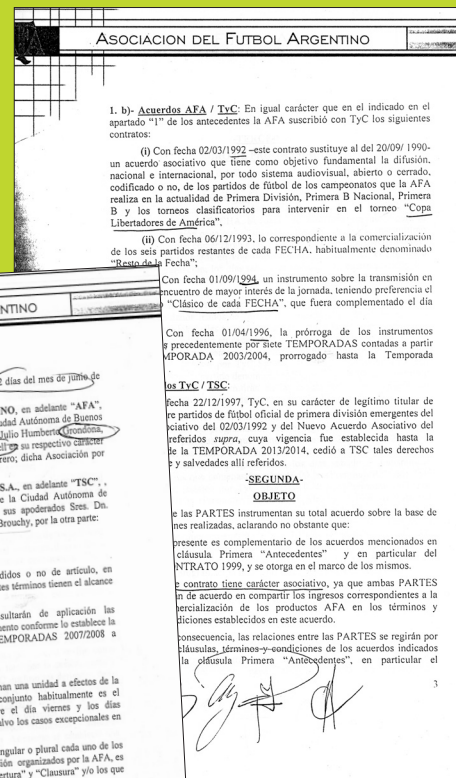 ASOCIACION DEL FUTBOL ARGENTINO
1. b)- Acuerdos AFA / TyC: En igual carácter que en el indicado en el
apartado "1" de los antecedentes la AFA suscribió con TyC los siguientes
contratos:
(i) Con fecha 02/03/1992 –este contrato sustituye al del 20/09/ 1990-
un acuerdo asociativo que tiene como objetivo fundamental la difusión,
nacional e internacional, por todo sistema audiovisual, abierto o cerrado,
codificado o no, de los partidos de fútbol de los campeonatos que la AFA
realiza en la actualidad de Primera División, Primera B Nacional, Primera
B y los torneos clasificatorios para intervenir en el torneo "Copa
Libertadores de América",
(ii) Con fecha 06/12/1993, lo correspondiente a la comercialización
de los seis partidos restantes de cada FECHA, habitualmente denominado
"Resto de la Fecha";
Con fecha 01/09/1994, un instrumento sobre la transmisión en
encuentro de mayor interés de la jornada, teniendo preferencia el
"Clásico de cada FECHA", que fuera complementado el día
Con fecha 01/04/1996, la prórroga de los instrumentos
s precedentemente por siete TEMPORADAS contadas a partir
MPORADA 2003/2004, prorrogado hasta la Temporada
os TyC / TSC:
fecha 22/12/1997, TyC, en su carácter de legítimo titular de
re partidos de fútbol oficial de primera división emergentes del
ociativo del 02/03/1992 y del Nuevo Acuerdo Asociativo del
referidos supra, cuya vigencia fue establecida hasta la
de la TEMPORADA 2013/2014, cedió a TSC tales derechos
e y salvedades allí referidos.
-SEGUNDA-
OBJETO
e las PARTES instrumentan su total acuerdo sobre la base de
nes realizadas, aclarando no obstante que:
presente es complementario de los acuerdos mencionados en
cláusula Primera "Antecedentes" y en particular del
NTRATO 1999, y se otorga en el marco de los mismos.
e contrato tiene carácter asociativo, ya que ambas PARTES
n de acuerdo en compartir los ingresos correspondientes a la
ercialización de los productos AFA en los términos y
diciones establecidos en este acuerdo.
onsecuencia, las relaciones entre las PARTES se regirán por
cláusulas, términos y condiciones de los acuerdos indicados
la cláusula Primera "Antecedentes", en particular el
3
NTINO
2 días del mes de junio de
NO, en adelante "AFA",
udad Autónoma de Buenos
Julio Humberto Grondona,
ell en su respectivo carácter
rero; dicha Asociación por
S.A., en adelante "TSC", ,
e la Ciudad Autónoma de
sus apoderados Sres. Dn.
Brouchy, por la otra parte:
didos o no de artículo, en
tes términos tienen el alcance
sultarán de aplicación las
mento conforme lo establece la
EMPORADAS 2007/2008 a
nan una unidad a efectos de la
conjunto habitualmente es el
re el día viernes y los días
alvo los casos excepcionales en
ngular o plural cada uno de los
ión organizados por la AFA, es
ertura" y "Clausura" y/o los que